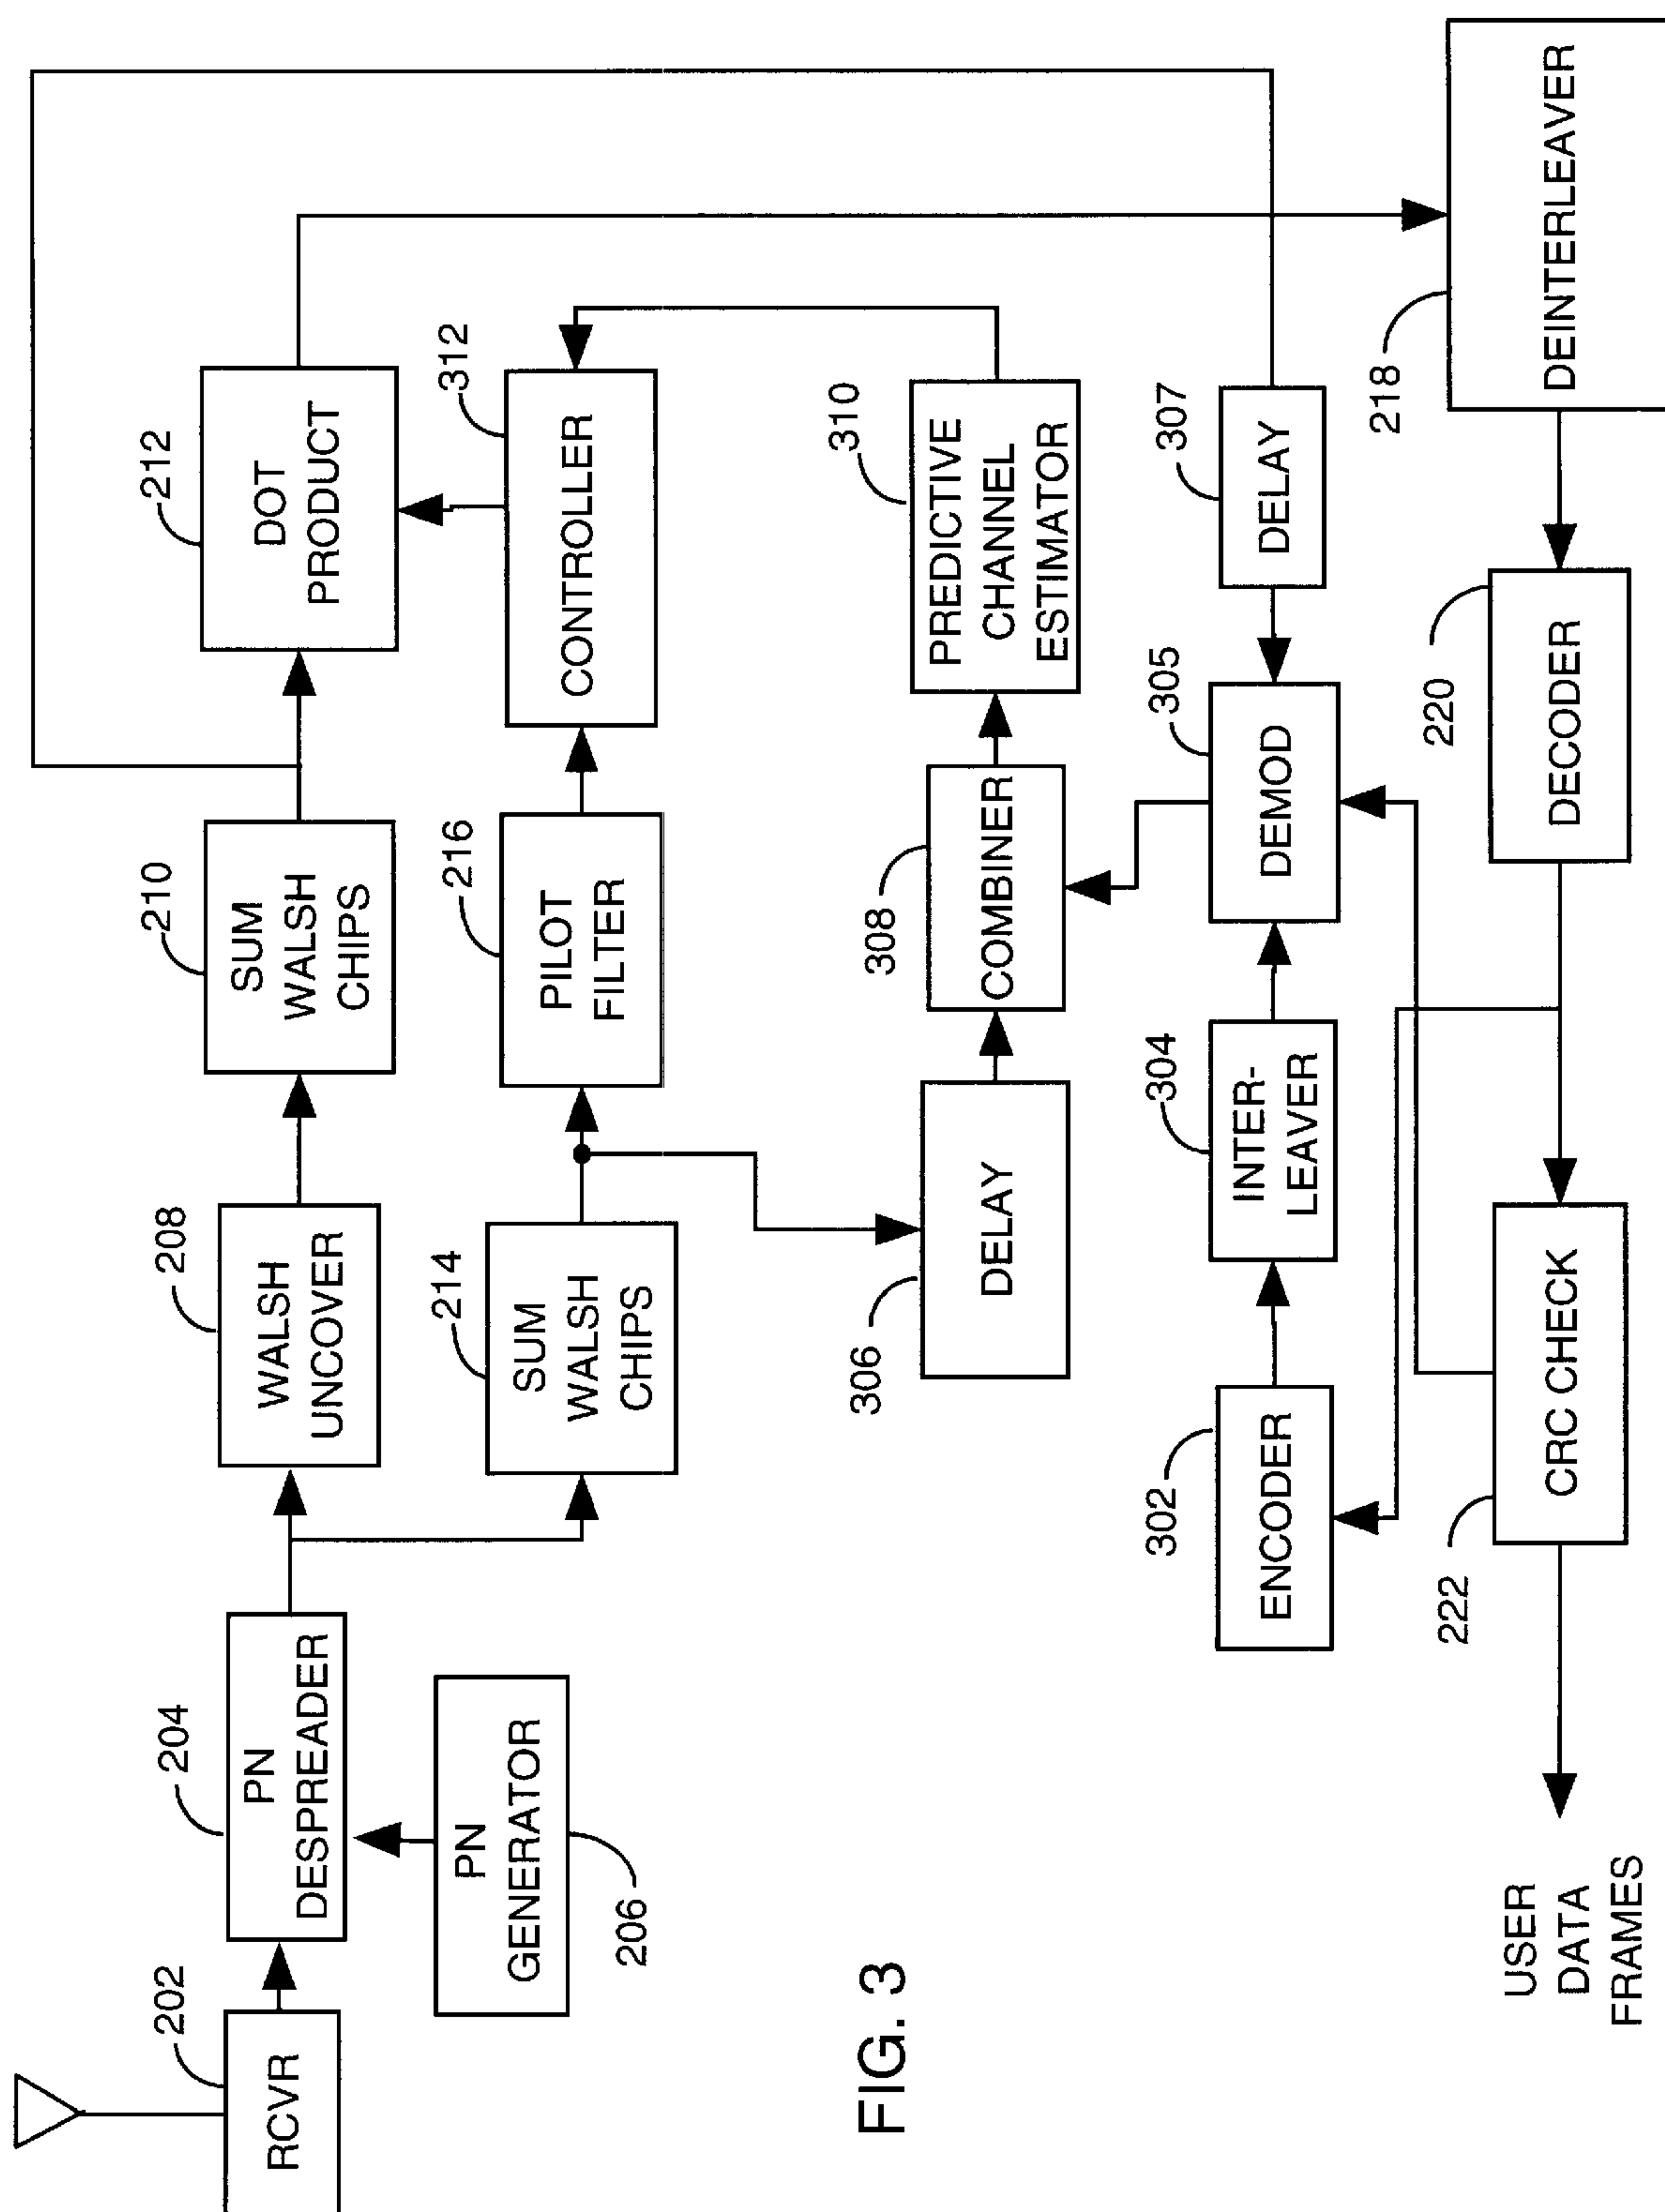 202
RCVR
204
PN
DESPREADER
206
PN
GENERATOR
208
WALSH
UNCOVER
210
SUM
WALSH
CHIPS
212
DOT
PRODUCT
214
SUM
WALSH
CHIPS
216
PILOT
FILTER
312
CONTROLLER
306
DELAY
308
COMBINER
310
PREDICTIVE
CHANNEL
ESTIMATOR
302
ENCODER
304
INTER-
LEAVER
305
DEMOD
307
DELAY
USER
DATA
FRAMES
222
CRC CHECK
220
DECODER
218
DEINTERLEAVER
FIG. 3